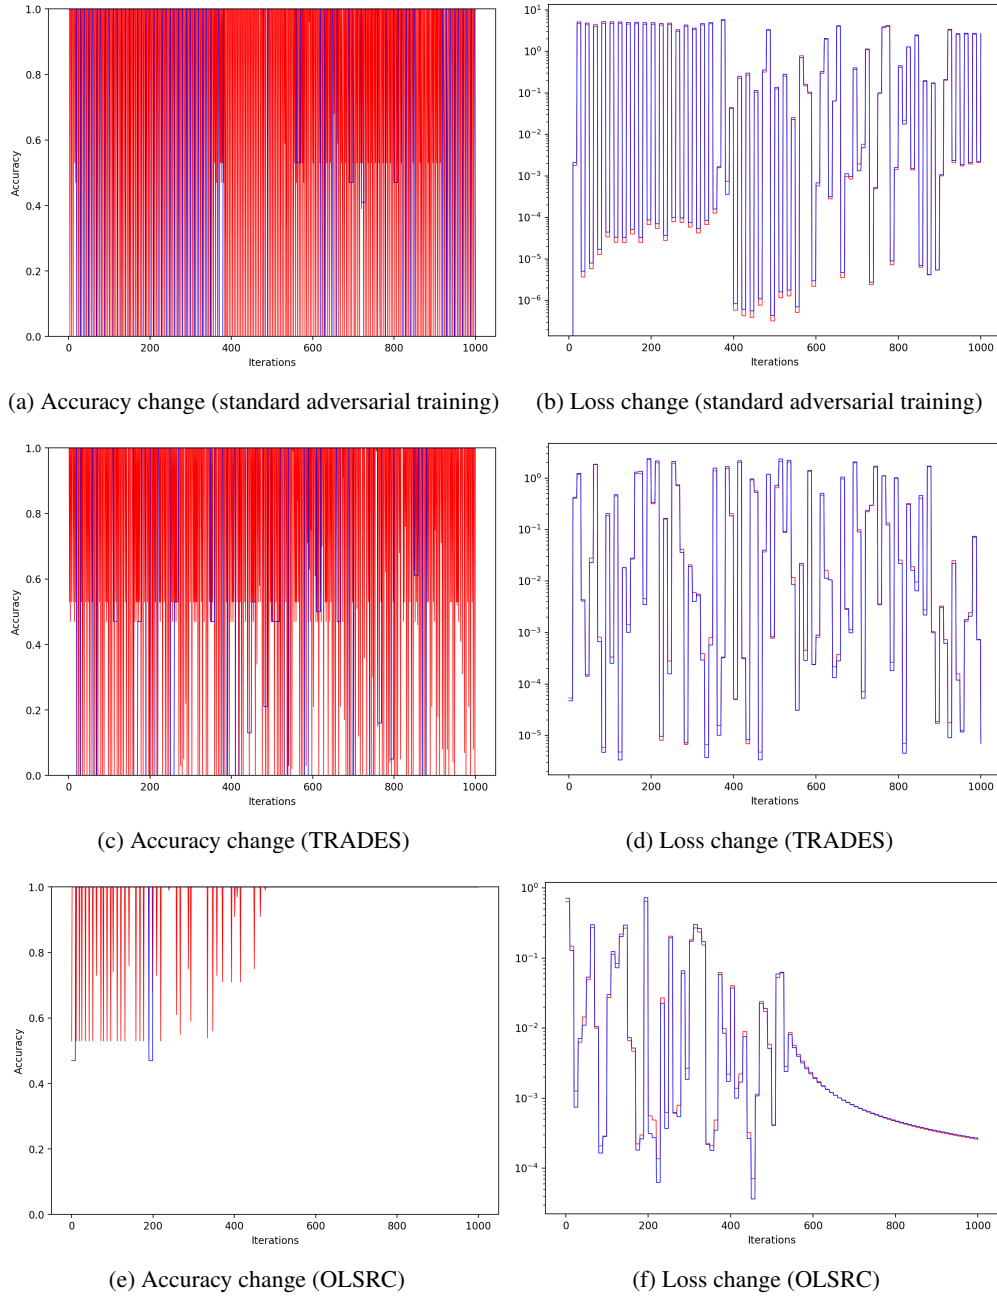 1.0
0.8
0.6
0.4
0.2
0.0
Accuracy
0 200 400 600 800 1000
Iterations
10^1
10^0
10^-1
10^-2
10^-3
10^-4
10^-5
10^-6
0 200 400 600 800 1000
Iterations
(a) Accuracy change (standard adversarial training)
(b) Loss change (standard adversarial training)
1.0
0.8
0.6
0.4
0.2
0.0
Accuracy
0 200 400 600 800 1000
Iterations
10^0
10^-1
10^-2
10^-3
10^-4
10^-5
0 200 400 600 800 1000
Iterations
(c) Accuracy change (TRADES)
(d) Loss change (TRADES)
1.0
0.8
0.6
0.4
0.2
0.0
Accuracy
0 200 400 600 800 1000
Iterations
10^0
10^-1
10^-2
10^-3
10^-4
0 200 400 600 800 1000
Iterations
(e) Accuracy change (OLSRC)
(f) Loss change (OLSRC)